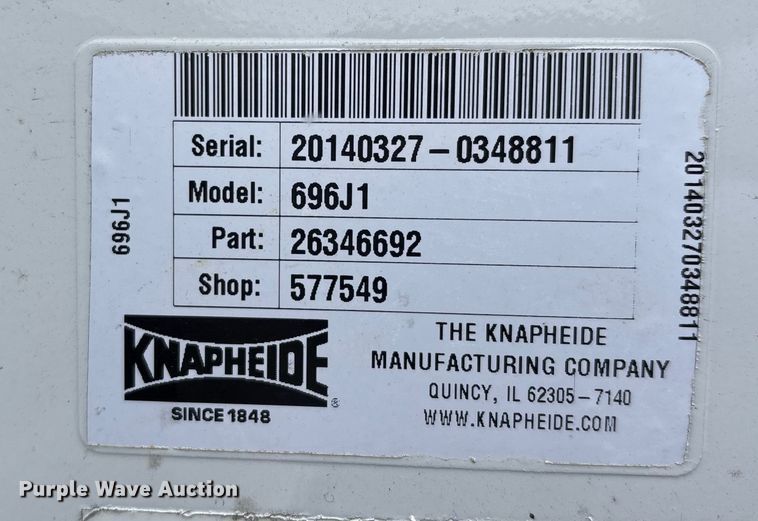 Serial: 20140327-0348811
Model: 696J1
Part: 26346692
Shop: 577549
696J1
201403270348811
KNAPHEIDE®
SINCE 1848
THE KNAPHEIDE
MANUFACTURING COMPANY
QUINCY, IL 62305-7140
WWW.KNAPHEIDE.COM
Purple Wave Auction